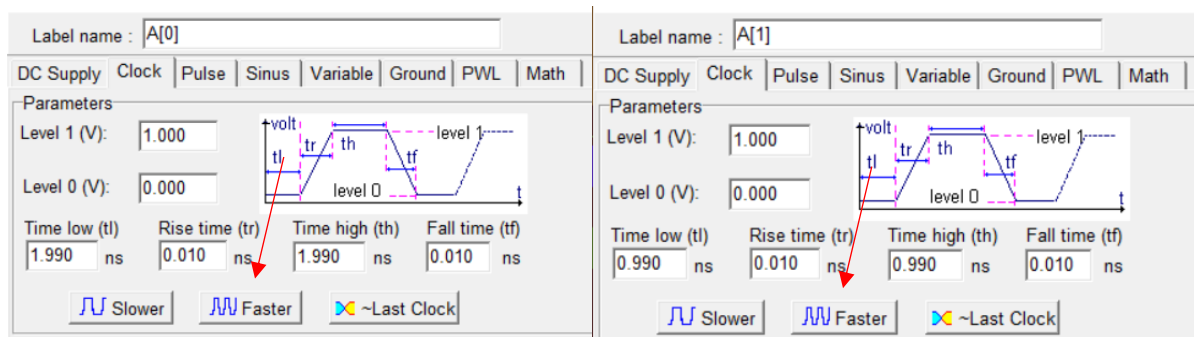 Label name : A[0]
DC Supply Clock Pulse Sinus Variable Ground PWL Math
Parameters
Level 1 (V): 1.000
Level 0 (V): 0.000
volt
tl
tr
th
tf
level 1
level 0
t
Time low (tl) Rise time (tr) Time high (th) Fall time (tf)
1.990 ns 0.010 ns 1.990 ns 0.010 ns
Slower Faster ~Last Clock
Label name : A[1]
DC Supply Clock Pulse Sinus Variable Ground PWL Math
Parameters
Level 1 (V): 1.000
Level 0 (V): 0.000
volt
tl
tr
th
tf
level 1
level 0
t
Time low (tl) Rise time (tr) Time high (th) Fall time (tf)
0.990 ns 0.010 ns 0.990 ns 0.010 ns
Slower Faster ~Last Clock